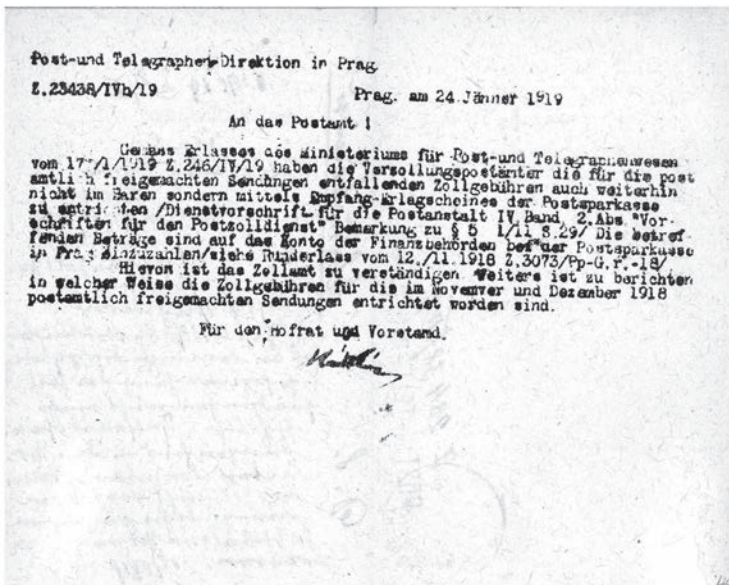 Post-und Telegraphen-Direktion in Prag
Z.23438/IVb/19 Prag. am 24.Jänner 1919
An das Postamt !
Gemäss Erlasses des Ministeriums für Post-und Telegraphenwesen
vom 17./1/1919 Z.246/IV/19 haben die Verzollungspostämter die für die post
amtlich freigemachten Sendungen entfallenden Zollgebühren auch weiterhin
nicht im Baren sondern mittels Empfang-Erlagscheines der Postsparkasse
zu entrichten /Dienstvorschrift für die Postanstalt IV Band, 2.Abs."Vor-
schriften für den Postzolldienst" Bemerkung zu § 5 I/11 S.29/ Die betref
fenden Beträge sind auf das Konto der Finanzbehörden bei der Postsparkasse
in Prag einzuzahlen/siehe Runderlass vom 12./11.1918 Z.3073/Pp-G.r.-18/
Hievon ist das Zollamt zu verständigen. Weiters ist zu berichten
in welcher Weise die Zollgebühren für die im November und Dezember 1918
postamtlich freigemachten Sendungen entrichtet worden sind.
Für den Hofrat und Vorstand.